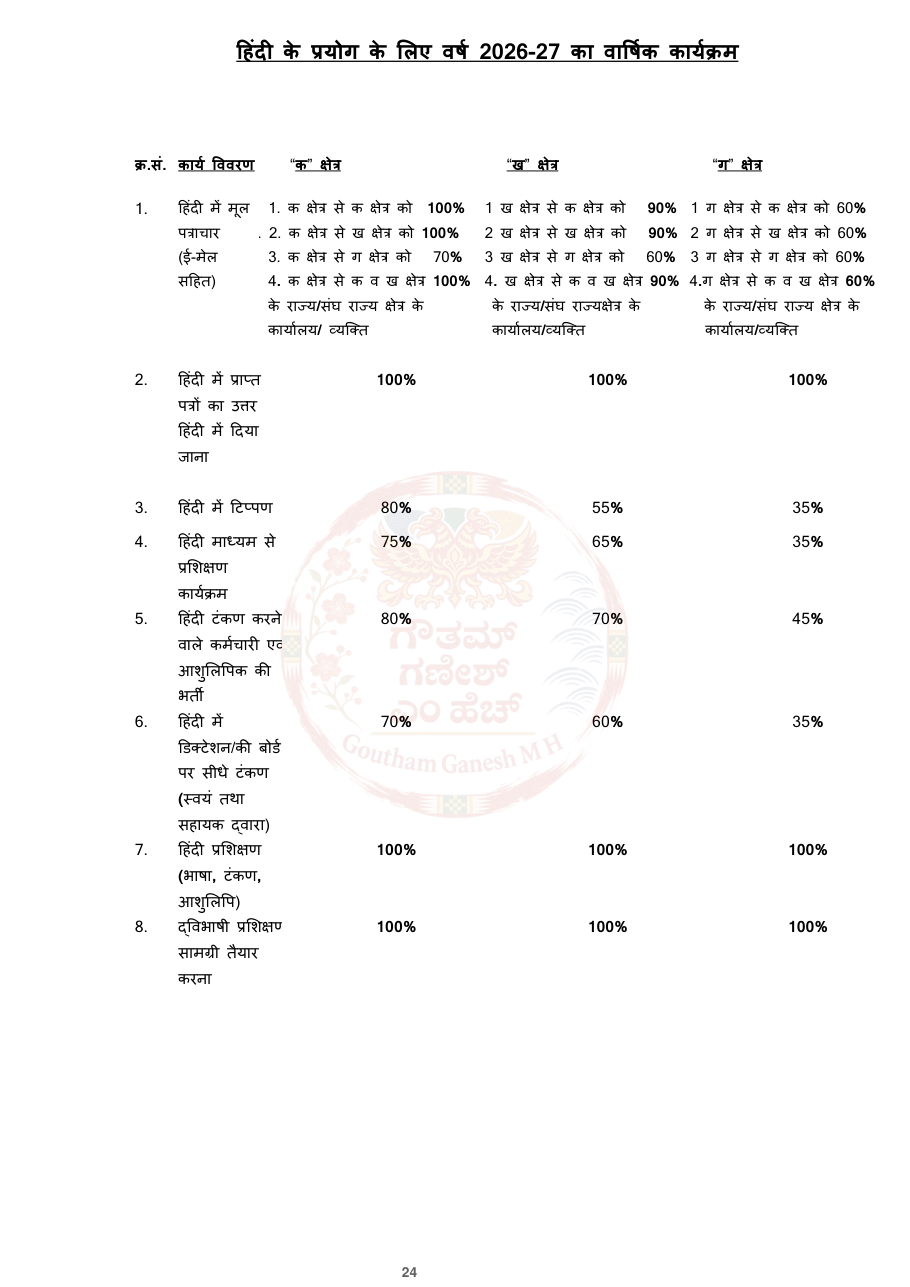 हिंदी के प्रयोग के लिए वर्ष 2026-27 का वार्षिक कार्यक्रम
क्र.सं. कार्य विवरण “क” क्षेत्र “ख” क्षेत्र “ग” क्षेत्र
1. हिंदी में मूल 1. क क्षेत्र से क क्षेत्र को 100% 1 ख क्षेत्र से क क्षेत्र को 90% 1 ग क्षेत्र से क क्षेत्र को 60%
पत्राचार . 2. क क्षेत्र से ख क्षेत्र को 100% 2 ख क्षेत्र से ख क्षेत्र को 90% 2 ग क्षेत्र से ख क्षेत्र को 60%
(ई-मेल 3. क क्षेत्र से ग क्षेत्र को 70% 3 ख क्षेत्र से ग क्षेत्र को 60% 3 ग क्षेत्र से ग क्षेत्र को 60%
सहित) 4. क क्षेत्र से क व ख क्षेत्र 100% 4. ख क्षेत्र से क व ख क्षेत्र 90% 4.ग क्षेत्र से क व ख क्षेत्र 60%
के राज्य/संघ राज्य क्षेत्र के के राज्य/संघ राज्यक्षेत्र के के राज्य/संघ राज्य क्षेत्र के
कार्यालय/ व्यक्ति कार्यालय/व्यक्ति कार्यालय/व्यक्ति
2. हिंदी में प्राप्त 100% 100% 100%
पत्रों का उत्तर
हिंदी में दिया
जाना
3. हिंदी में टिप्पण 80% 55% 35%
4. हिंदी माध्यम से 75% 65% 35%
प्रशिक्षण
कार्यक्रम
5. हिंदी टंकण करने 80% 70% 45%
वाले कर्मचारी एवं
आशुलिपिक की
भर्ती
6. हिंदी में 70% 60% 35%
डिक्टेशन/की बोर्ड
पर सीधे टंकण
(स्वयं तथा
सहायक द्वारा)
7. हिंदी प्रशिक्षण 100% 100% 100%
(भाषा, टंकण,
आशुलिपि)
8. द्विभाषी प्रशिक्षण 100% 100% 100%
सामग्री तैयार
करना
ಗೌತಮ್
ಗಣೇಶ್
ಎಂ ಹೆಚ್
Goutham Ganesh M H
24